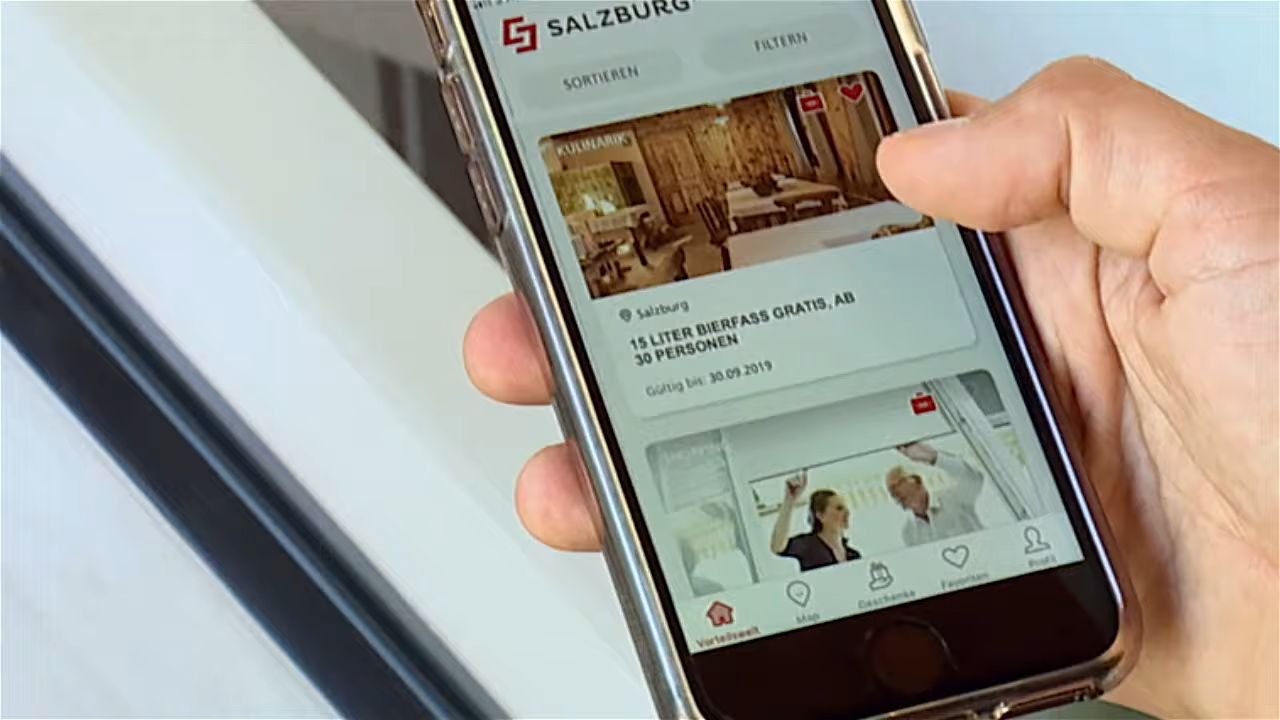 SALZBURG
SORTIEREN
FILTERN
KULINARIK
Salzburg
15 LITER BIERFASS GRATIS, AB
30 PERSONEN
Gültig bis: 30.09.2019
Vorteilswelt
Map
Geschenke
Favoriten
Profil